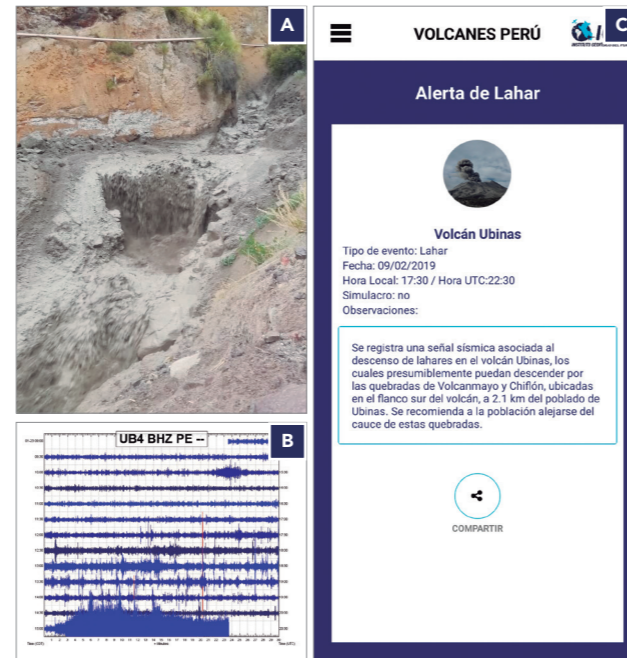 A
B
UB4 BHZ PE --
C
VOLCANES PERÚ
Alerta de Lahar
Volcán Ubinas
Tipo de evento: Lahar
Fecha: 09/02/2019
Hora Local: 17:30 / Hora UTC:22:30
Simulacro: no
Observaciones:
Se registra una señal sísmica asociada al
descenso de lahares en el volcán Ubinas, los
cuales presumiblemente puedan descender por
las quebradas de Volcanmayo y Chiflón, ubicadas
en el flanco sur del volcán, a 2.1 km del poblado de
Ubinas. Se recomienda a la población alejarse del
cauce de estas quebradas.
COMPARTIR